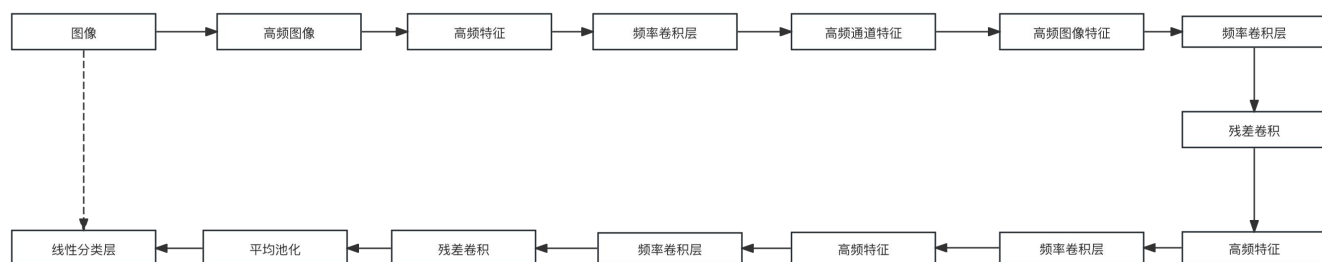 图像
高频图像
高频特征
频率卷积层
高频通道特征
高频图像特征
频率卷积层
残差卷积
线性分类层
平均池化
残差卷积
频率卷积层
高频特征
频率卷积层
高频特征